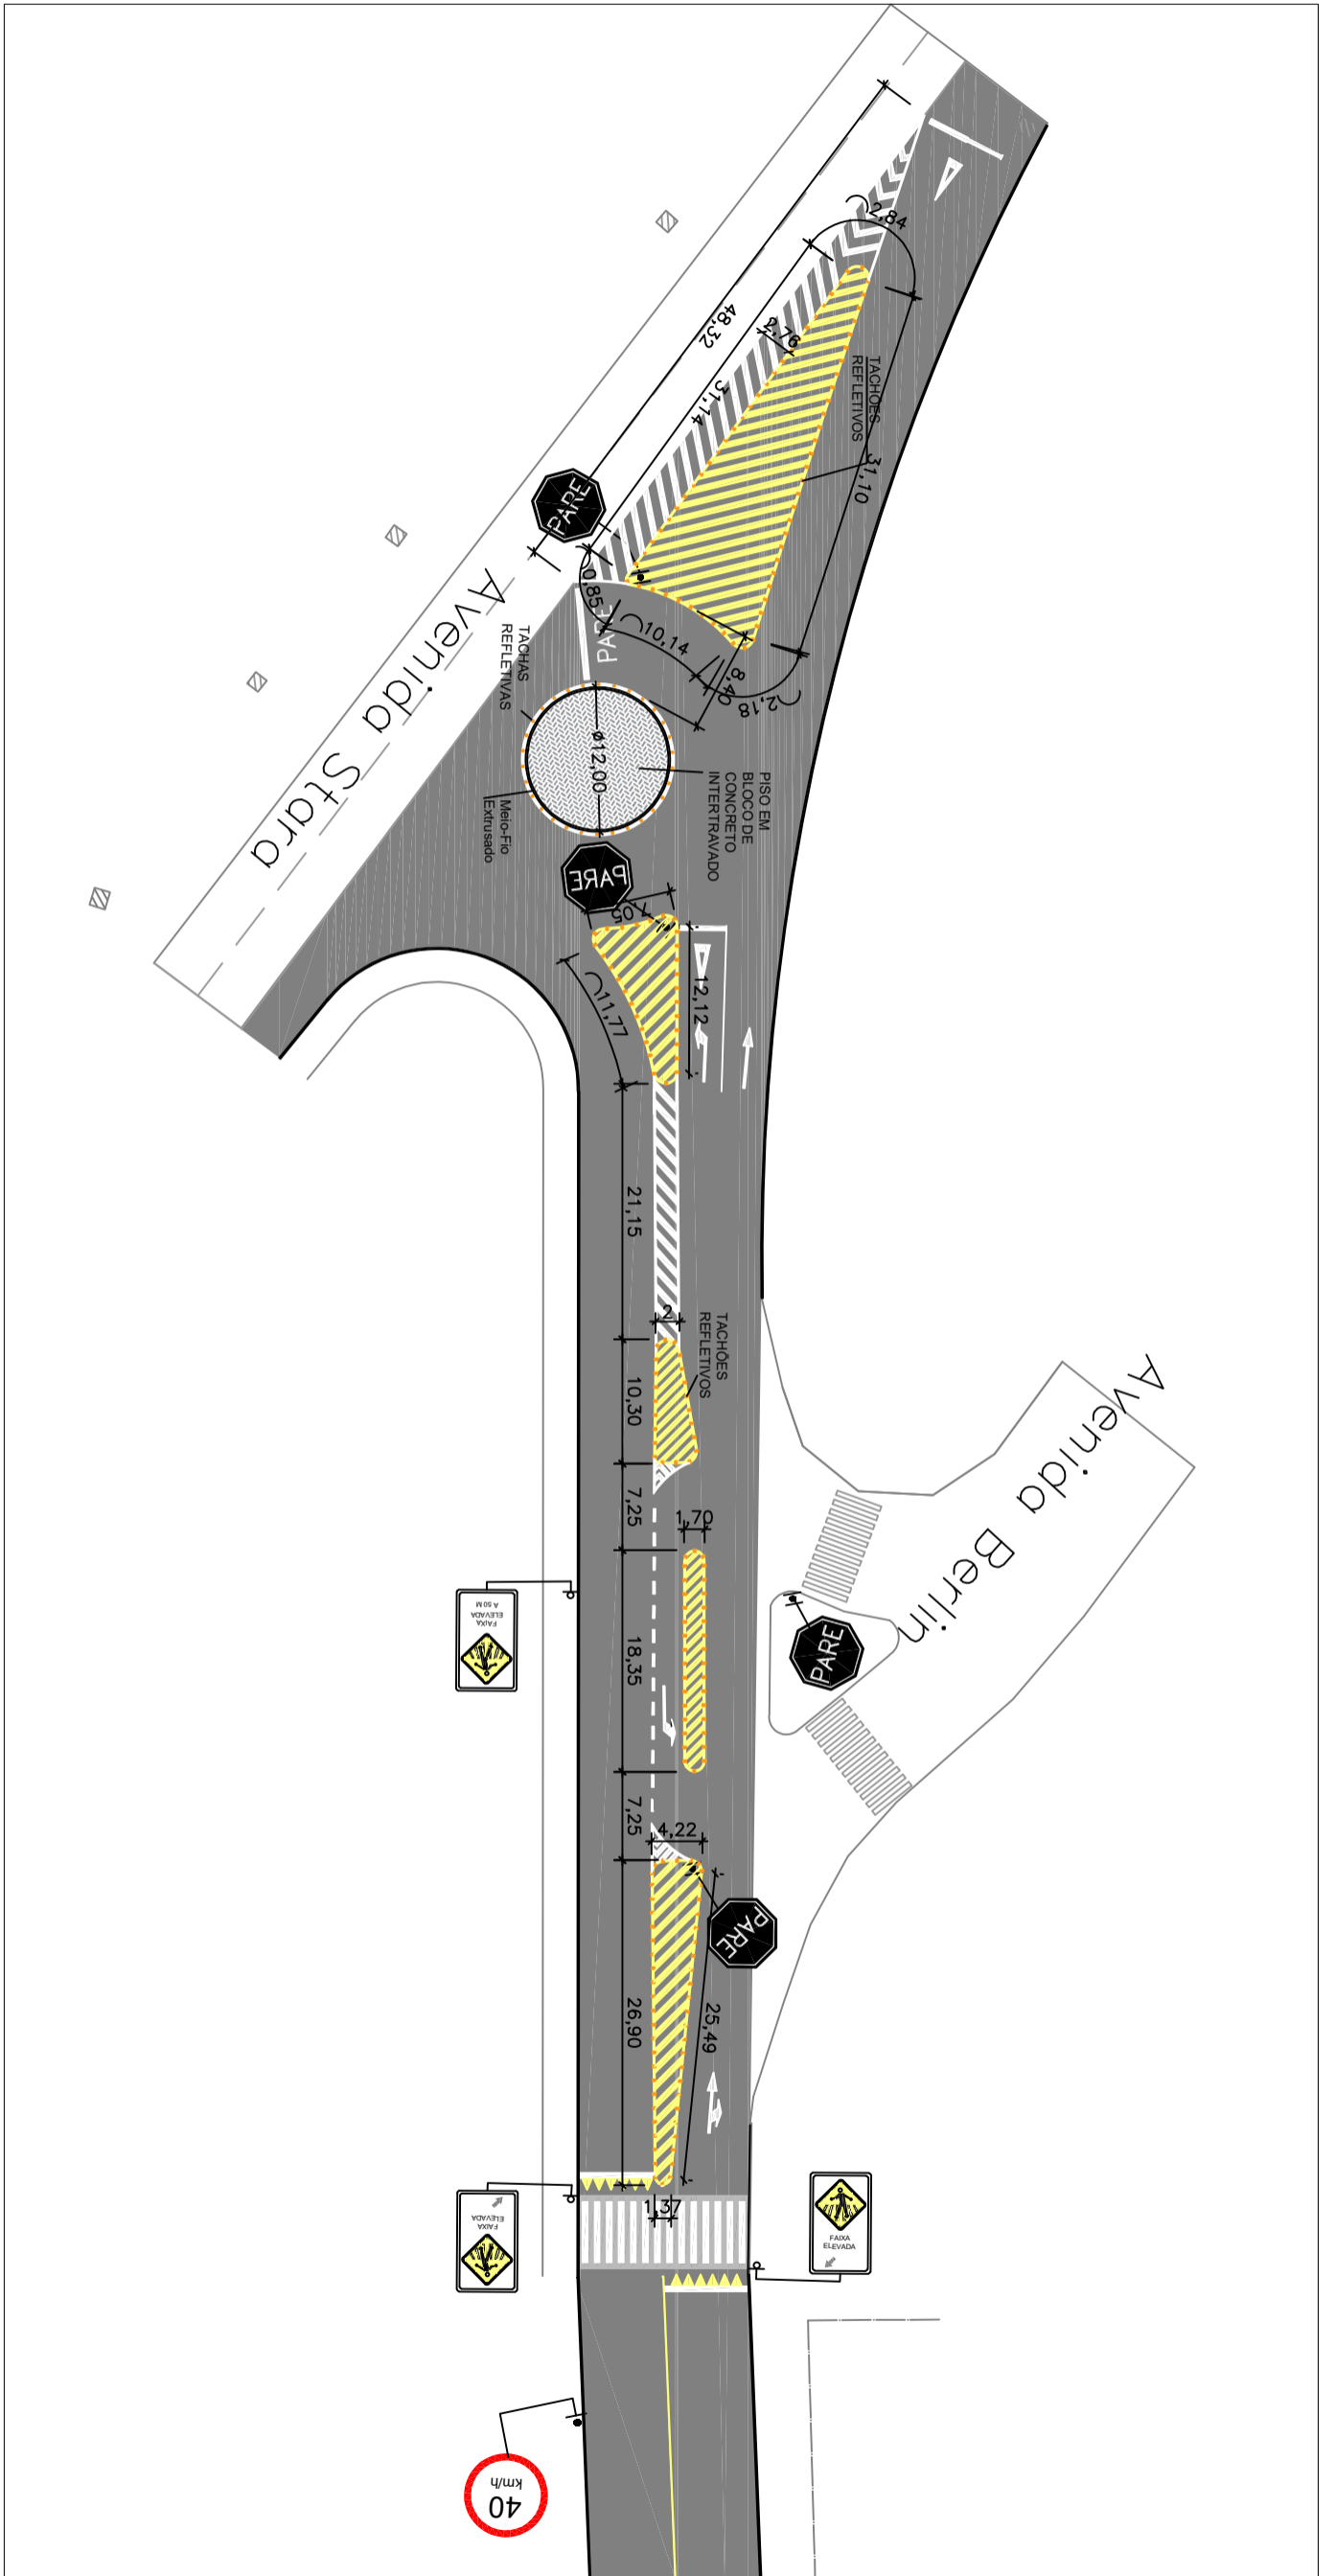 2,84
48,32
2,76
31,14
TACHÕES
REFLETIVOS
31,10
PARE
0,85
PARE
10,14
8,40
2,18
TACHAS
REFLETIVAS
Avenida Stara
ø12,00
PISO EM
BLOCO DE
CONCRETO
INTERTRAVADO
Meio-Fio
Extrusado
PARE
12,12
11,77
21,15
2
TACHÕES
REFLETIVOS
10,30
Avenida Berlin
7,25
1,70
FAIXA
ELEVADA
A 50 M
PARE
18,35
7,25
4,22
PARE
26,90
25,49
1,37
FAIXA
ELEVADA
FAIXA
ELEVADA
40
km/h